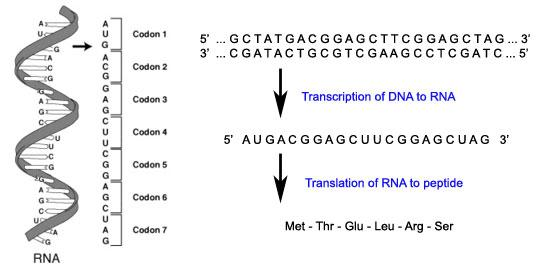 A
U
G
A
C
G
G
A
G
C
U
U
C
G
G
A
G
C
U
A
G
RNA
A
U
G
Codon 1
A
C
G
Codon 2
G
A
G
Codon 3
C
U
U
Codon 4
C
G
G
Codon 5
A
G
C
Codon 6
U
A
G
Codon 7
5' ... G C T A T G A C G G A G C T T C G G A G C T A G ... 3'
3' ... C G A T A C T G C G T C G A A G C C T C G A T C ... 5'
Transcription of DNA to RNA
5' A U G A C G G A G C U U C G G A G C U A G 3'
Translation of RNA to peptide
Met - Thr - Glu - Leu - Arg - Ser